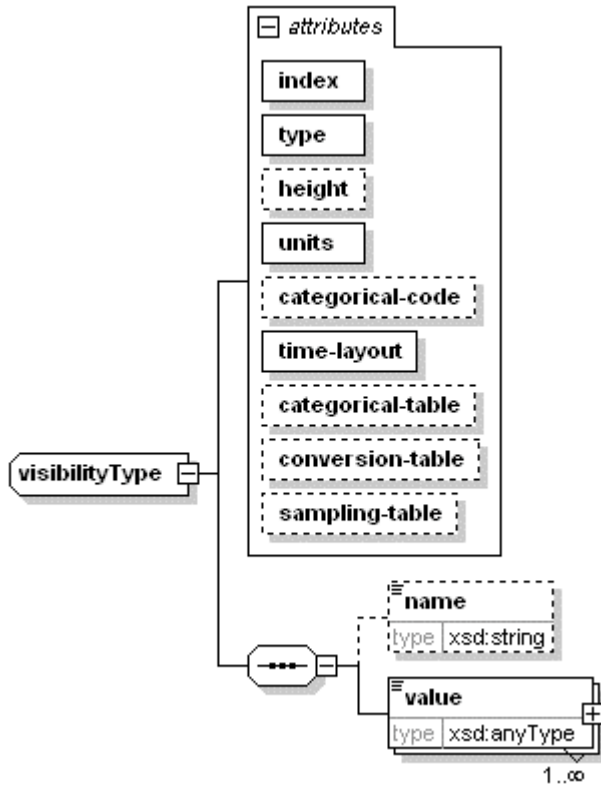 attributes
index
type
height
units
categorical-code
time-layout
categorical-table
conversion-table
sampling-table
visibilityType
name
type xsd:string
value
type xsd:anyType
1..∞